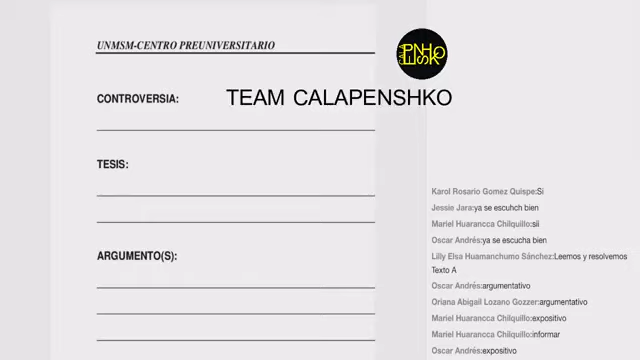 UNMSM-CENTRO PREUNIVERSITARIO
TEAM CALAPENSHKO
CONTROVERSIA:
TESIS:
ARGUMENTO(S):
Karol Rosario Gomez Quispe:Si
Jessie Jara:ya se escuhch bien
Mariel Huarancca Chilquillo:sii
Oscar Andrés:ya se escucha bien
Lily Elsa Huamanchumo Sánchez:Leemos y resolvemos
Texto A
Oscar Andrés:argumentativo
Oriana Abigail Lozano Gozzer:argumentativo
Mariel Huarancca Chilquillo:expositivo
Mariel Huarancca Chilquillo:informar
Oscar Andrés:expositivo